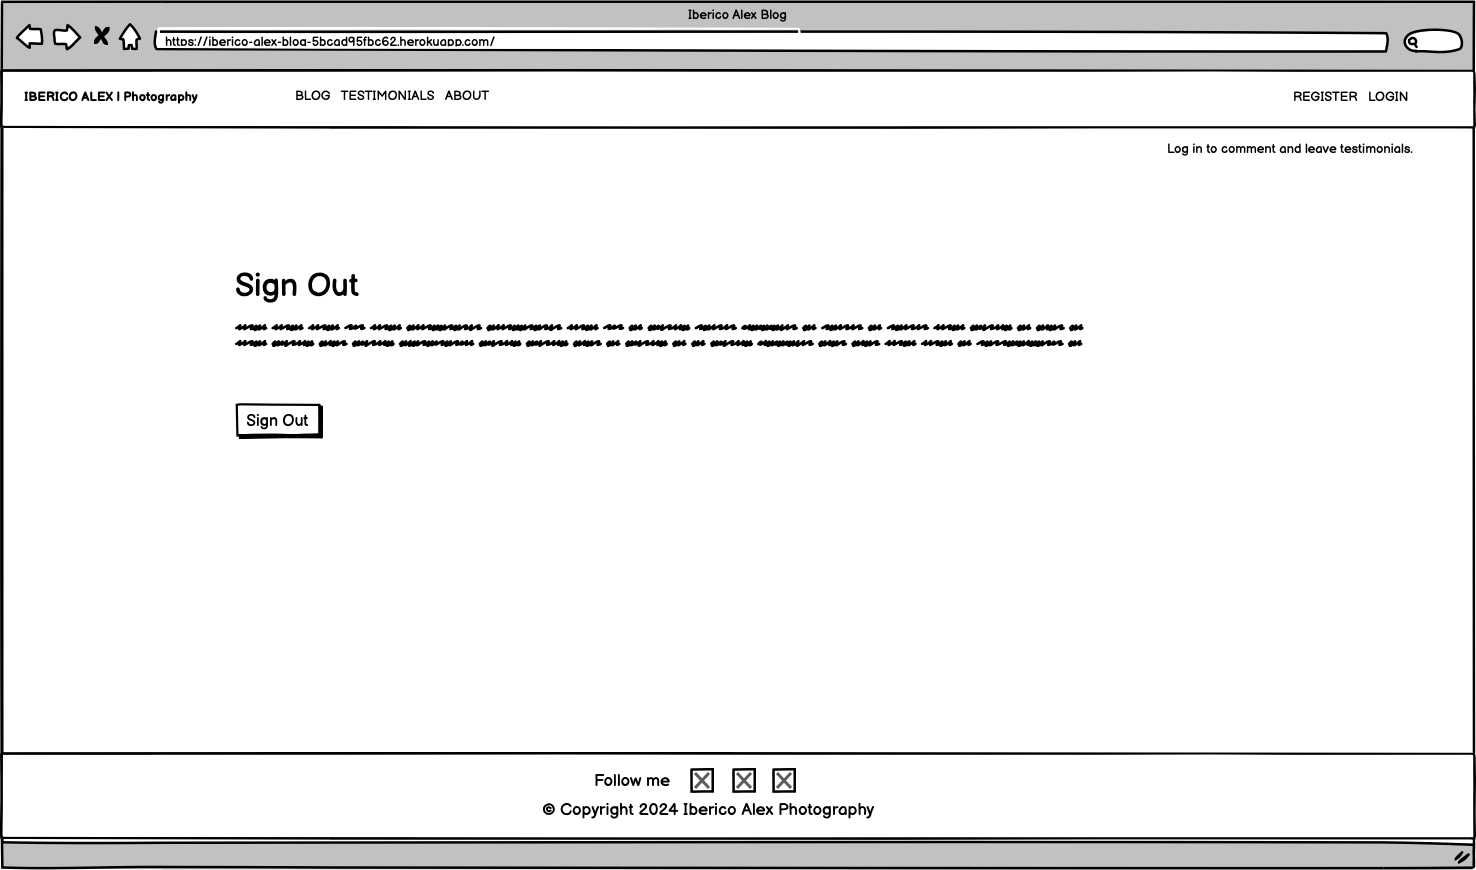 Iberico Alex Blog
https://iberico-alex-blog-5bcad95fbc62.herokuapp.com/
IBERICO ALEX | Photography BLOG TESTIMONIALS ABOUT REGISTER LOGIN
Log in to comment and leave testimonials.
Sign Out
Sign Out
Follow me
© Copyright 2024 Iberico Alex Photography